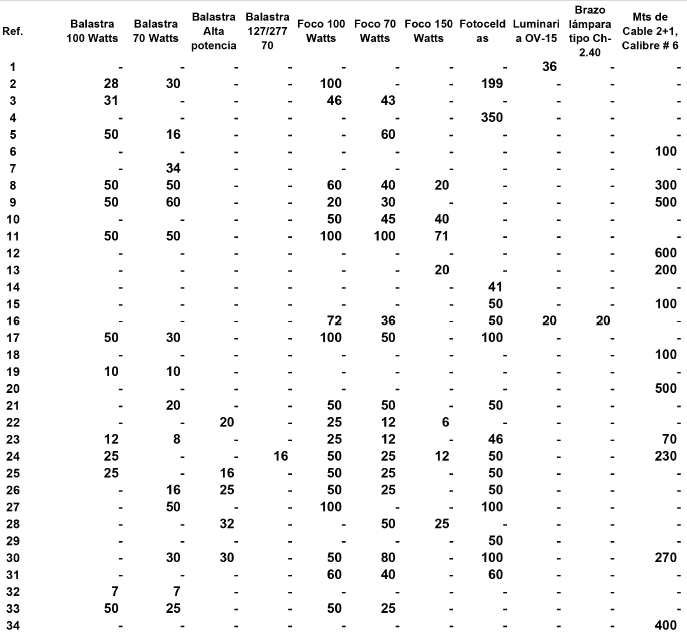 Ref. Balastra 100 Watts Balastra 70 Watts Balastra Alta potencia Balastra 127/277 70 Foco 100 Watts Foco 70 Watts Foco 150 Watts Fotoceldas Luminaria OV-15 Brazo lámpara tipo Ch-2.40 Mts de Cable 2+1, Calibre # 6
1 - - - - - - - - 36 - -
2 28 30 - - 100 - - 199 - - -
3 31 - - - 46 43 - - - - -
4 - - - - - - - 350 - - -
5 50 16 - - - 60 - - - - -
6 - - - - - - - - - - 100
7 - 34 - - - - - - - - -
8 50 50 - - 60 40 20 - - - 300
9 50 60 - - 20 30 - - - - 500
10 - - - - 50 45 40 - - - -
11 50 50 - - 100 100 71 - - - -
12 - - - - - - - - - - 600
13 - - - - - - 20 - - - 200
14 - - - - - - - 41 - - -
15 - - - - - - - 50 - - 100
16 - - - - 72 36 - 50 20 20 -
17 50 30 - - 100 50 - 100 - - -
18 - - - - - - - - - - 100
19 10 10 - - - - - - - - -
20 - - - - - - - - - - 500
21 - 20 - - 50 50 - 50 - - -
22 - - 20 - 25 12 6 - - - -
23 12 8 - - 25 12 - 46 - - 70
24 25 - - 16 50 25 12 50 - - 230
25 25 - 16 - 50 25 - 50 - - -
26 - 16 25 - 50 25 - 50 - - -
27 - 50 - - 100 - - 100 - - -
28 - - 32 - - 50 25 - - - -
29 - - - - - - - 50 - - -
30 - 30 30 - 50 80 - 100 - - 270
31 - - - - 60 40 - 60 - - -
32 7 7 - - - - - - - - -
33 50 25 - - 50 25 - - - - -
34 - - - - - - - - - - 400